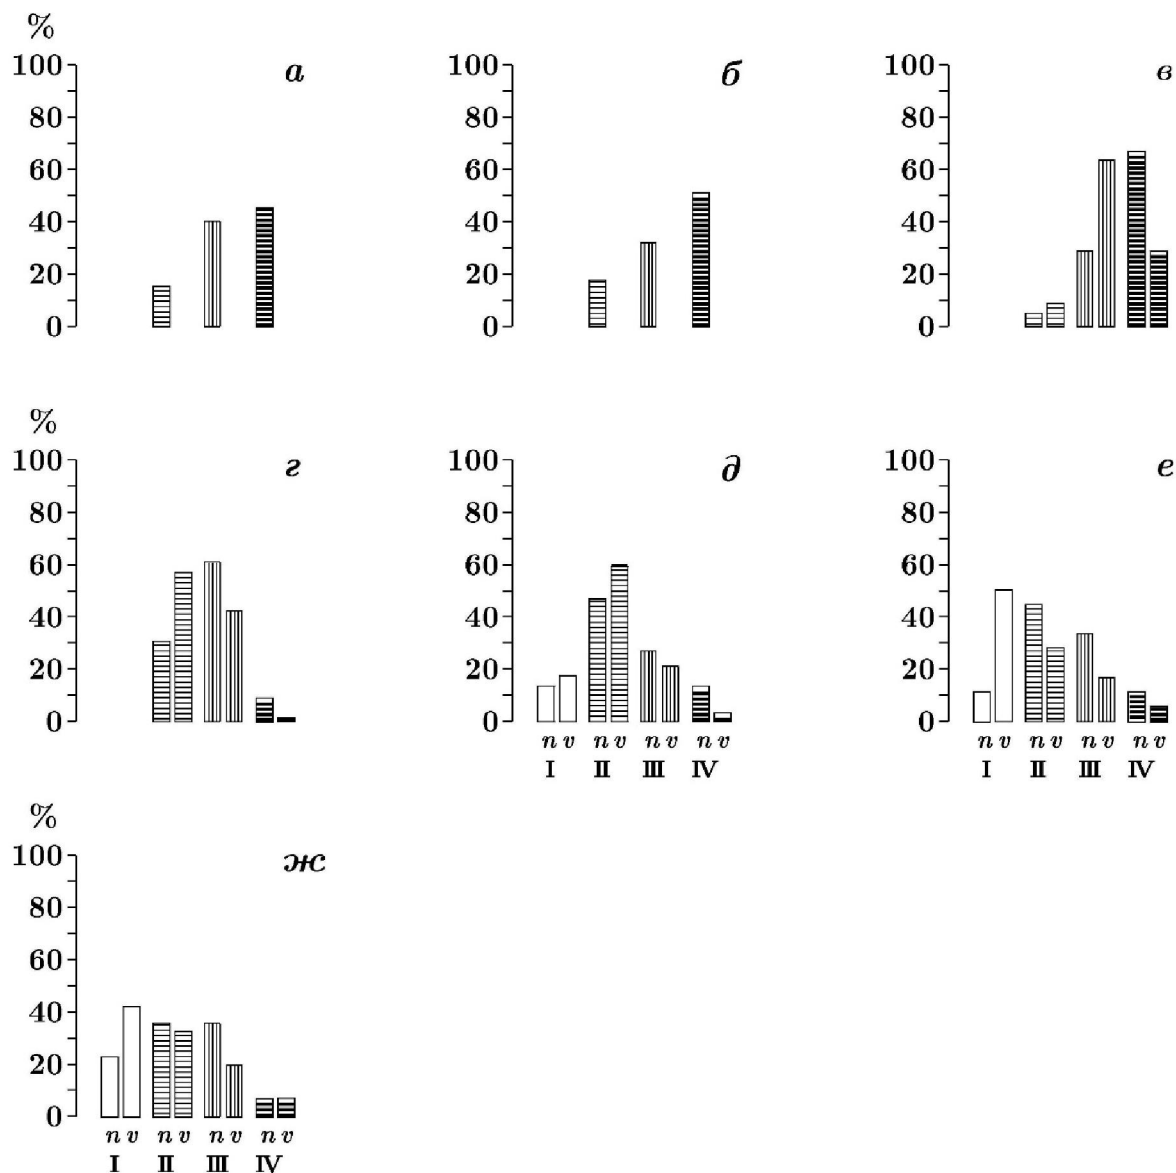 %
100 а 100 б 100 в
80 80 80
60 60 60
40 40 40
20 20 20
0 0 0
%
100 г 100 д 100 е
80 80 80
60 60 60
40 40 40
20 20 20
0 0 0
n v n v n v n v n v n v n v n v
I II III IV I II III IV
%
100 ж
80
60
40
20
0
n v n v n v n v
I II III IV